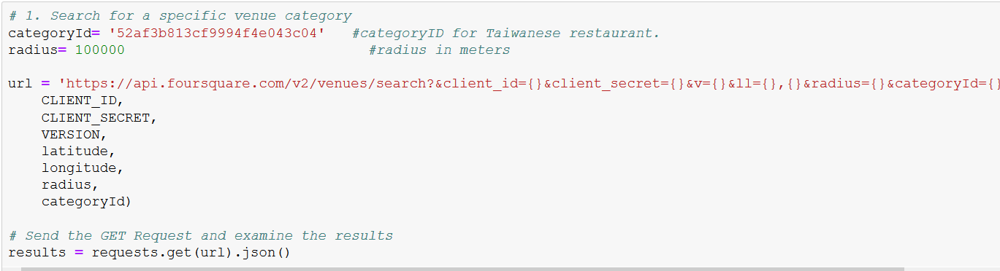 # 1. Search for a specific venue category
categoryId= '52af3b813cf9994f4e043c04'   #categoryID for Taiwanese restaurant.
radius= 100000                             #radius in meters
url = 'https://api.foursquare.com/v2/venues/search?&client_id={}&client_secret={}&v={}&ll={},{}&radius={}&categoryId={}
    CLIENT_ID,
    CLIENT_SECRET,
    VERSION,
    latitude,
    longitude,
    radius,
    categoryId)
# Send the GET Request and examine the results
results = requests.get(url).json()